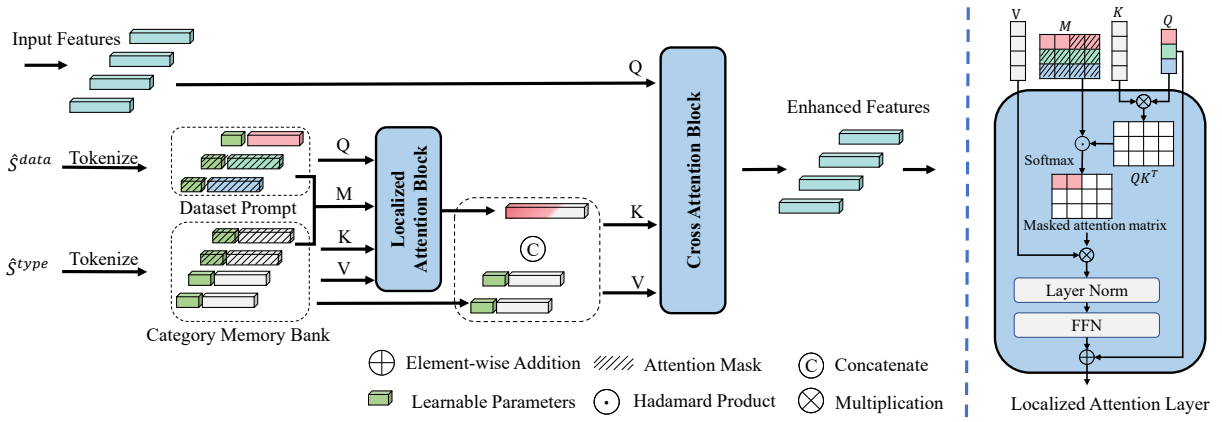 Input Features
Q
Ŝ^{data}
Tokenize
Dataset Prompt
Ŝ^{type}
Tokenize
Category Memory Bank
Q
M
K
V
Localized
Attention Block
C
K
V
Cross Attention Block
Enhanced Features
Element-wise Addition
Attention Mask
C
Concatenate
Learnable Parameters
Hadamard Product
Multiplication
V
M
K
Q
Softmax
QK^T
Masked attention matrix
Layer Norm
FFN
Localized Attention Layer